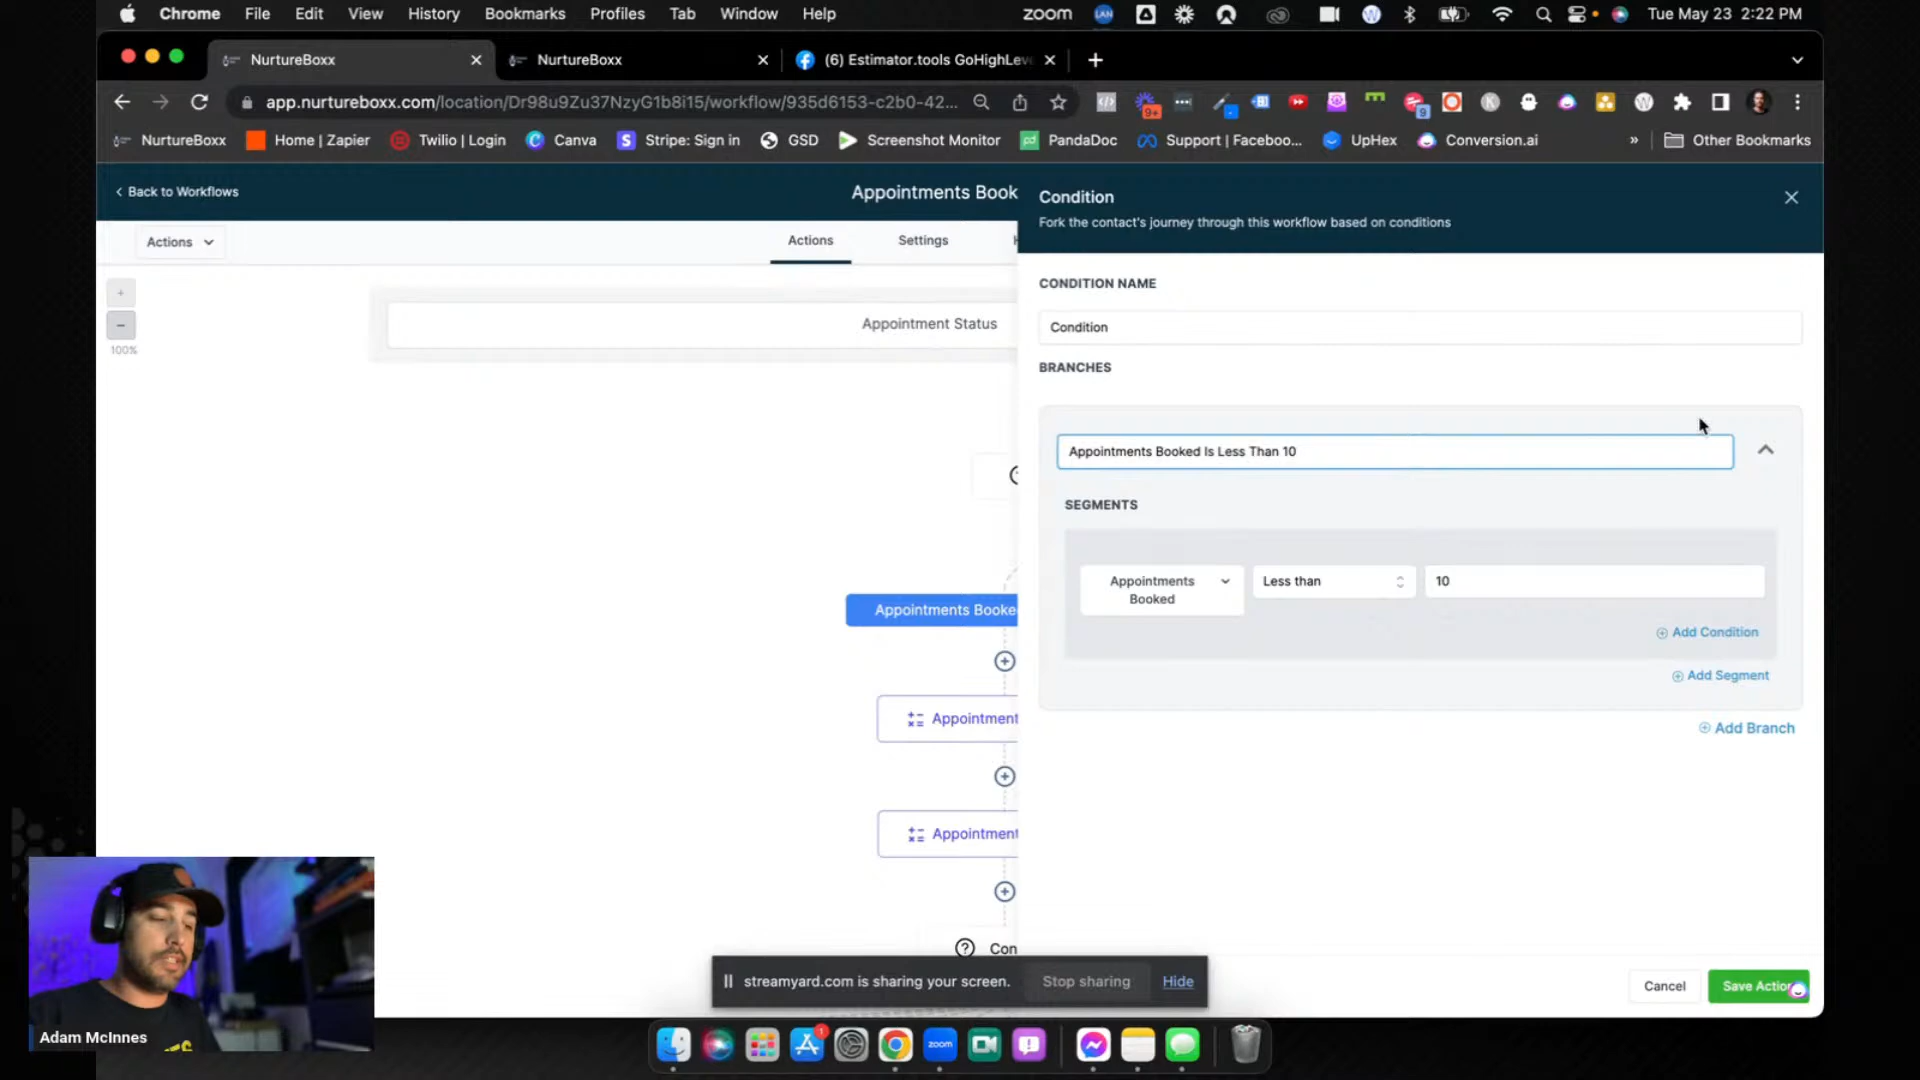 Chrome File Edit View History Bookmarks Profiles Tab Window Help zoom LAN Tue May 23 2:22 PM
NurtureBoxx NurtureBoxx (6) Estimator.tools GoHighLev
app.nurtureboxx.com/location/Dr98u9Zu37NzyG1b8i15/workflow/935d6153-c2b0-42...
9+ 9
NurtureBoxx Home | Zapier Twilio | Login Canva Stripe: Sign in GSD Screenshot Monitor PandaDoc Support | Faceboo... UpHex Conversion.ai » Other Bookmarks
Back to Workflows
Appointments Book
Condition
Fork the contact's journey through this workflow based on conditions
Actions
Actions
Settings
100%
Appointment Status
CONDITION NAME
Condition
BRANCHES
Appointments Booked Is Less Than 10
SEGMENTS
Appointments Booked
Less than
10
Add Condition
Add Segment
Add Branch
Appointments Booke
Appointment
Appointment
Con
streamyard.com is sharing your screen. Stop sharing Hide
Cancel
Save Action
Adam McInnes
zoom
1